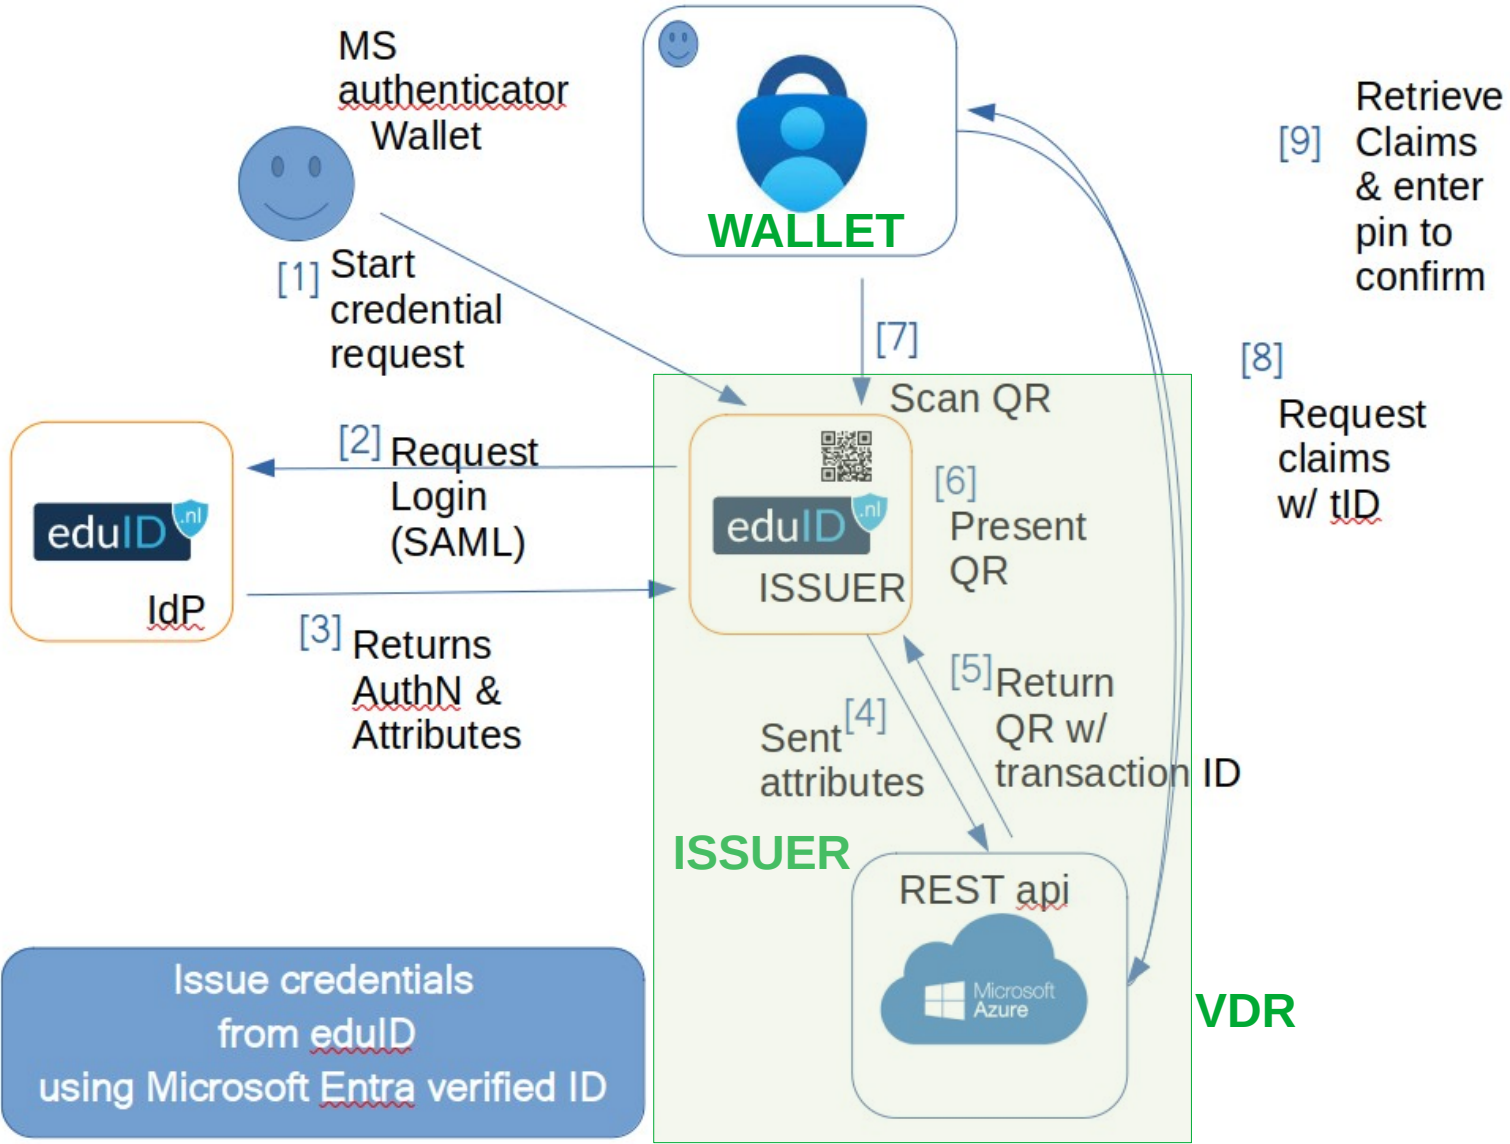 MS
authenticator
Wallet
[1]
Start
credential
request
WALLET
[9]
Retrieve
Claims
& enter
pin to
confirm
[8]
Request
claims
w/ tID
[7]
Scan QR
[2]
Request
Login
(SAML)
eduID
.nl
IdP
[3]
Returns
AuthN &
Attributes
eduID
.nl
ISSUER
[6]
Present
QR
[4]
Sent
attributes
[5]
Return
QR w/
transaction ID
ISSUER
REST api
Microsoft
Azure
VDR
Issue credentials
from eduID
using Microsoft Entra verified ID